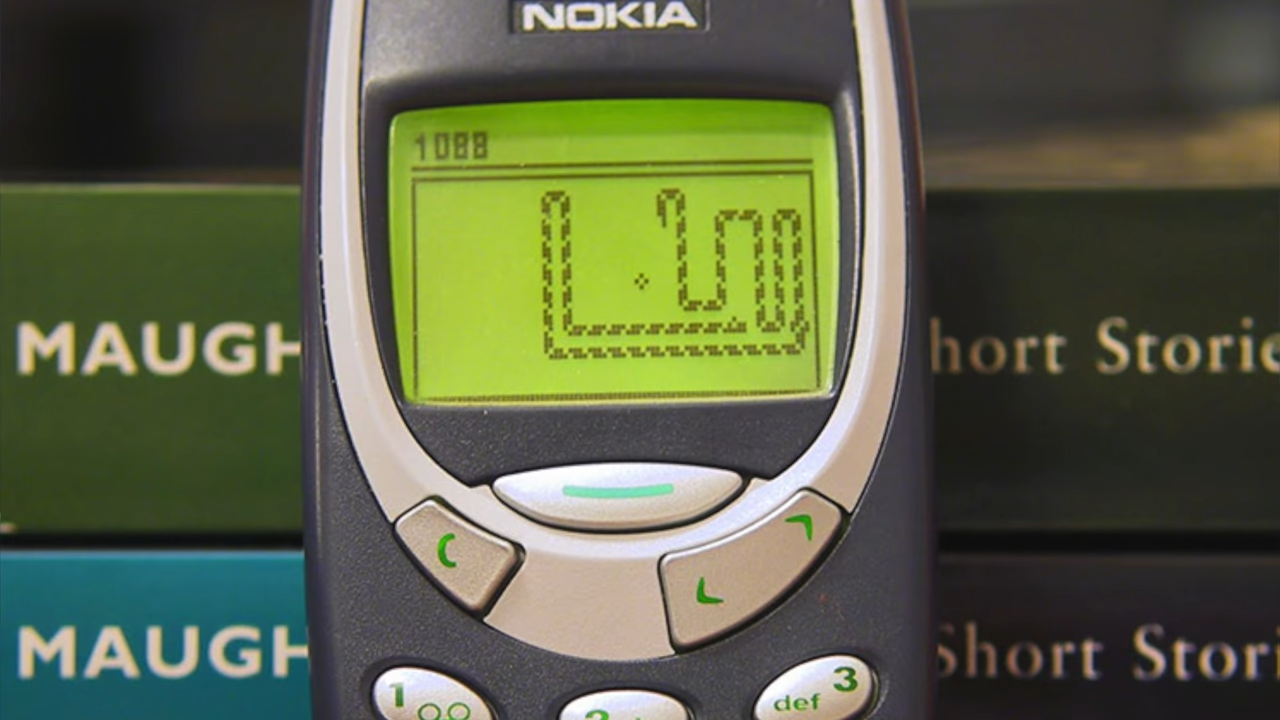 NOKIA
1088
MAUGH
hort Storie
MAUGH
Short Stori
1
def 3